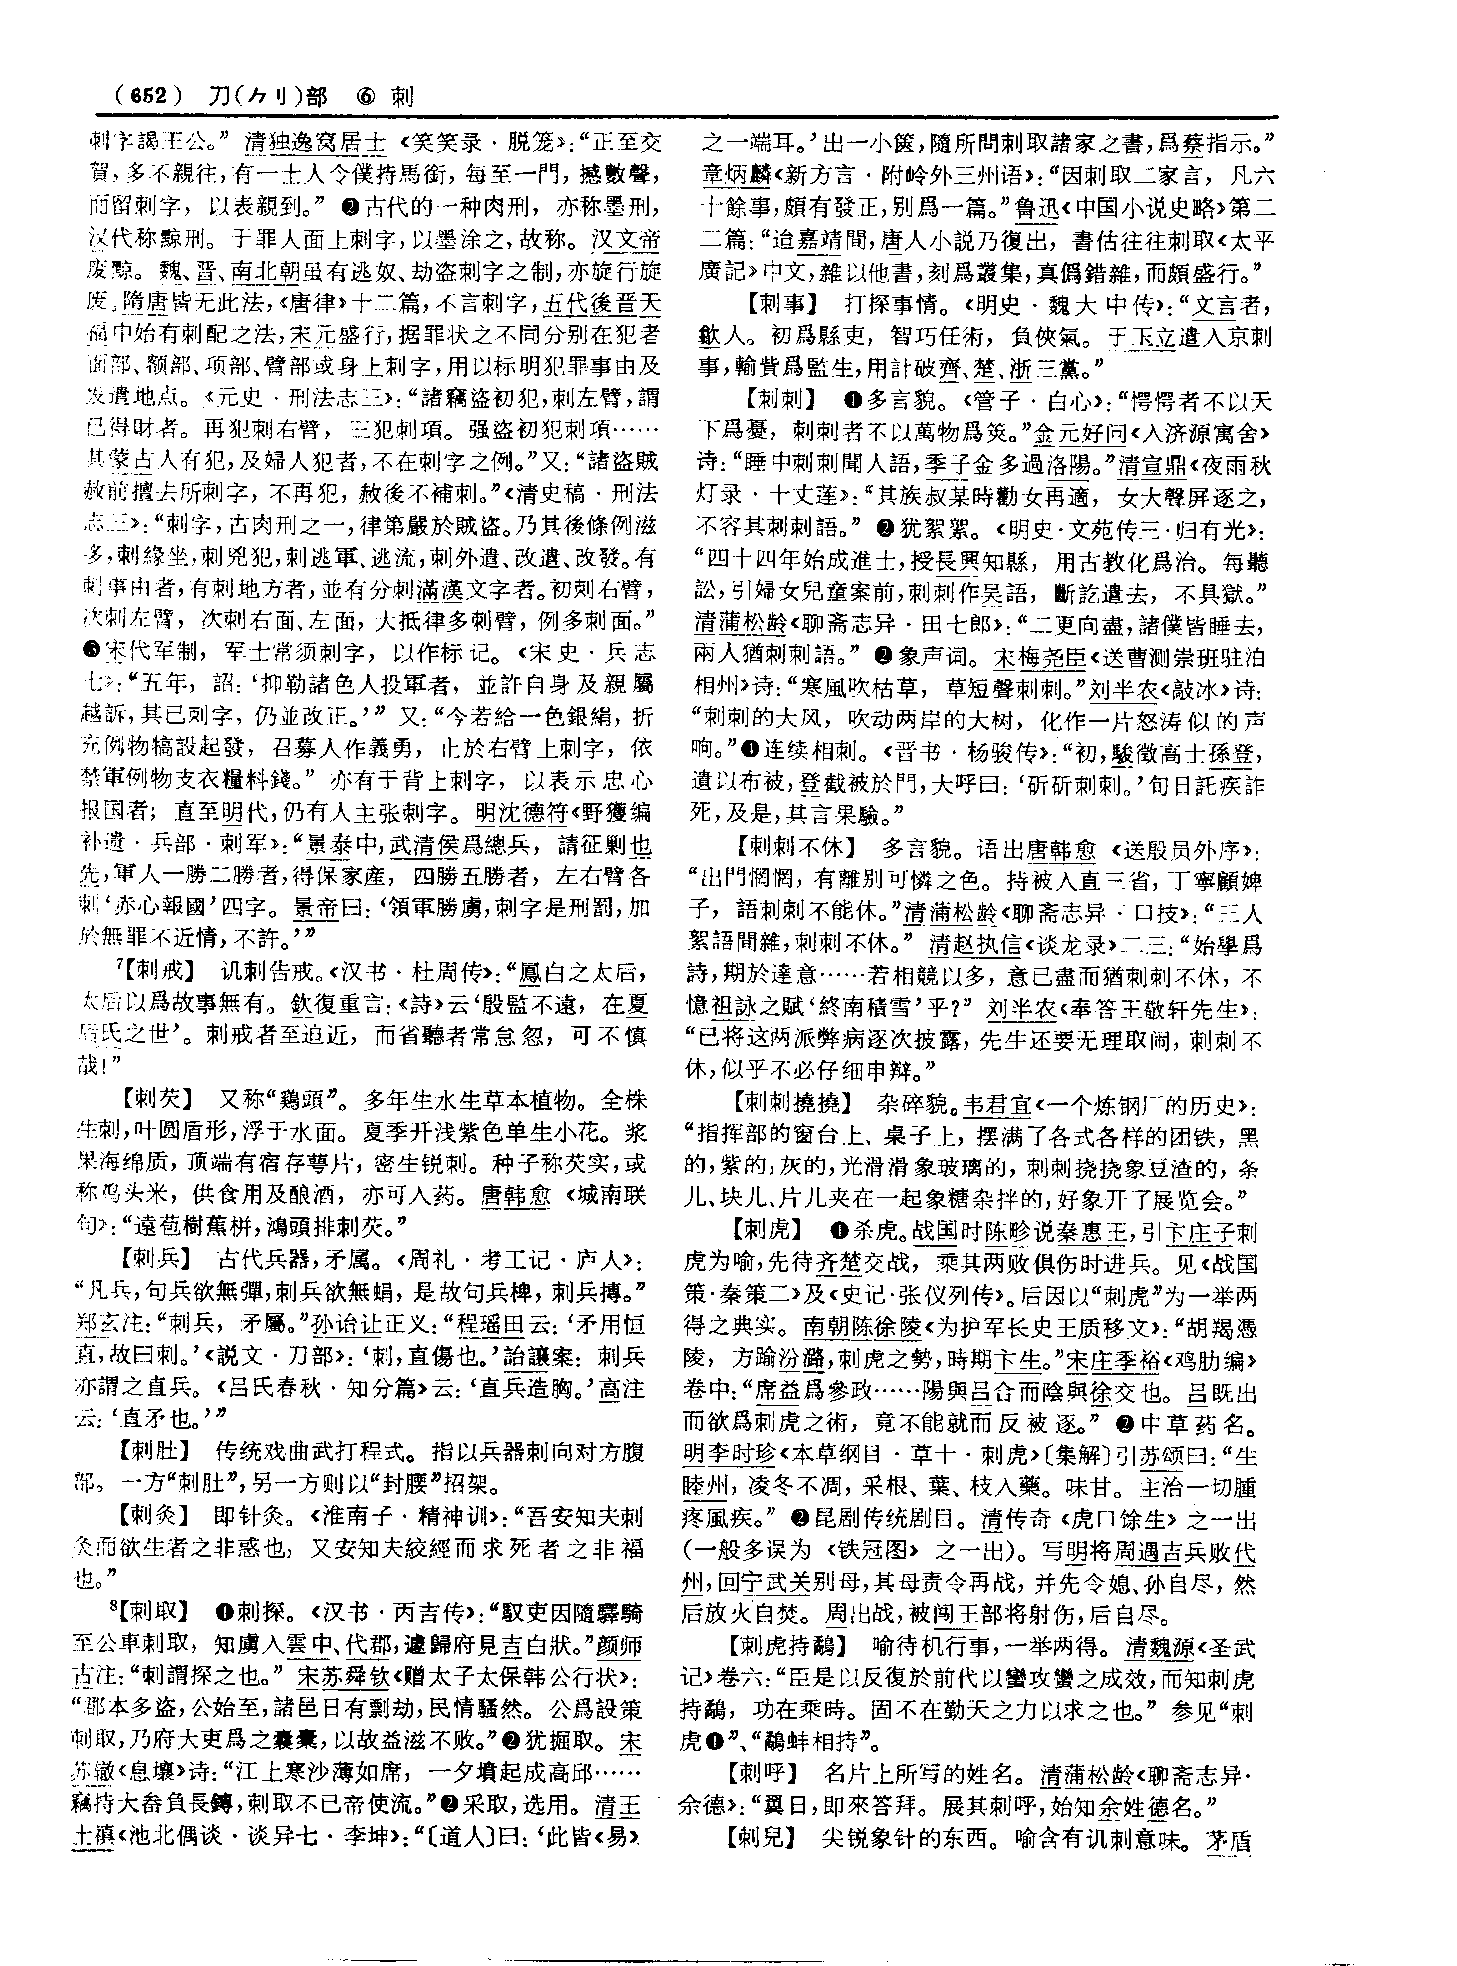 (652) 刀(⺈刂)部 ⑥ 刺
刺字謁王公。” 清独逸窝居士《笑笑录·脱笼》：“正至交
賀，多不親往，有一士人令僕持馬銜，每至一門，撼數聲，
而留刺字，以表親到。” ❷古代的一种肉刑，亦称墨刑，
汉代称黥刑。于罪人面上刺字，以墨涂之，故称。汉文帝
废黥。魏、晋、南北朝虽有逃奴、劫盗刺字之制，亦旋行旋
废，隋唐皆无此法，《唐律》十二篇，不言刺字，五代後晋天
福中始有刺配之法，宋元盛行，据罪状之不同分别在犯者
面部、额部、项部、臂部或身上刺字，用以标明犯罪事由及
发遣地点。《元史·刑法志三》：“諸竊盜初犯，刺左臂，謂
已得财者。再犯刺右臂，三犯刺項。强盗初犯刺項……
其蒙古人有犯，及婦人犯者，不在刺字之例。”又：“諸盜賊
赦前擅去所刺字，不再犯，赦後不補刺。”《清史稿·刑法
志三》：“刺字，古肉刑之一，律第嚴於賊盜。乃其後條例滋
多，刺緣坐，刺兇犯，刺逃軍、逃流，刺外遣、改遣、改發。有
刺事由者，有刺地方者，並有分刺滿漢文字者。初刺右臂，
次刺左臂，次刺右面、左面，大抵律多刺臂，例多刺面。”
❸宋代军制，军士常须刺字，以作标记。《宋史·兵志
七》：“五年，詔：‘抑勒諸色人投軍者，並許自身及親屬
越訴，其已刺字，仍並改正。’” 又：“今若給一色銀絹，折
充例物犒設起發，召募人作義勇，止於右臂上刺字，依
禁軍例物支衣糧料錢。” 亦有于背上刺字，以表示忠心
报国者；直至明代，仍有人主张刺字。明沈德符《野獲编
补遗·兵部·刺军》：“景泰中，武清侯爲總兵，請征剿也
先，軍人一勝二勝者，得保家産，四勝五勝者，左右臂各
刺‘赤心報國’四字。景帝曰：‘領軍勝虜，刺字是刑罰，加
於無罪不近情，不許。’”
⁷【刺戒】 讥刺告戒。《汉书·杜周传》：“鳳白之太后，
太后以爲故事無有。欽復重言：《詩》云‘殷監不遠，在夏
后氏之世’。刺戒者至迫近，而省聽者常怠忽，可不慎
哉！”
【刺芡】 又称“鷄頭”。多年生水生草本植物。全株
生刺，叶圆盾形，浮于水面。夏季开浅紫色单生小花。浆
果海绵质，顶端有宿存萼片，密生锐刺。种子称芡实，或
称鸡头米，供食用及酿酒，亦可入药。唐韩愈《城南联
句》：“遠苞樹蕉栟，鴻頭排刺芡。”
【刺兵】 古代兵器，矛属。《周礼·考工记·庐人》：
“凡兵，句兵欲無彈，刺兵欲無蜎，是故句兵椑，刺兵摶。”
郑玄注：“刺兵，矛屬。”孙诒让正义：“程瑶田云：‘矛用恒
直，故曰刺。’《説文·刀部》：‘刺，直傷也。’詒讓案：刺兵
亦謂之直兵。《吕氏春秋·知分篇》云：‘直兵造胸。’高注
云：‘直矛也。’”
【刺肚】 传统戏曲武打程式。指以兵器刺向对方腹
部。一方“刺肚”，另一方则以“封腰”招架。
【刺灸】 即针灸。《淮南子·精神训》：“吾安知夫刺
灸而欲生者之非惑也，又安知夫絞經而求死者之非福
也。”
⁸【刺取】 ❶刺探。《汉书·丙吉传》：“馭吏因隨驛騎
至公車刺取，知虜入雲中、代郡，遽歸府見吉白狀。”颜师
古注：“刺謂探之也。” 宋苏舜钦《赠太子太保韩公行状》：
“郡本多盗，公始至，諸邑日有剽劫，民情騷然。公爲設策
刺取，乃府大吏爲之囊橐，以故益滋不败。”❷犹掘取。宋
苏辙《息壤》诗：“江上寒沙薄如席，一夕墳起成高邱……
竊持大畚負長鑱，刺取不已帝使流。”❷采取，选用。清王
士禛《池北偶谈·谈异七·李坤》：“〔道人〕曰：‘此皆《易》
之一端耳。’出一小篋，隨所問刺取諸家之書，爲蔡指示。”
章炳麟《新方言·附岭外三州语》：“因刺取二家言，凡六
十餘事，頗有發正，别爲一篇。”鲁迅《中国小说史略》第二
二篇：“迨嘉靖間，唐人小説乃復出，書估往往刺取《太平
廣記》中文，雜以他書，刻爲叢集，真僞錯雜，而頗盛行。”
【刺事】 打探事情。《明史·魏大中传》：“文言者，
歙人。初爲縣吏，智巧任術，負俠氣。于玉立遣入京刺
事，輸貲爲監生，用計破齊、楚、浙三黨。”
【刺刺】 ❶多言貌。《管子·白心》：“愕愕者不以天
下爲憂，刺刺者不以萬物爲筴。”金元好问《入济源寓舍》
诗：“睡中刺刺聞人語，季子金多過洛陽。”清宣鼎《夜雨秋
灯录·十丈莲》：“其族叔某時勸女再適，女大聲屏逐之，
不容其刺刺語。” ❷犹絮絮。《明史·文苑传三·归有光》：
“四十四年始成進士，授長興知縣，用古教化爲治。每聽
訟，引婦女兒童案前，刺刺作吴語，斷訖遣去，不具獄。”
清蒲松龄《聊斋志异·田七郎》：“二更向盡，諸僕皆睡去，
兩人猶刺刺語。” ❷象声词。宋梅尧臣《送曹测崇班驻泊
相州》诗：“寒風吹枯草，草短聲刺刺。”刘半农《敲冰》诗：
“刺刺的大风，吹动两岸的大树，化作一片怒涛似的声
响。”❹连续相刺。《晋书·杨骏传》：“初，駿徵高士孫登，
遺以布被，登截被於門，大呼曰：‘斫斫刺刺。’旬日託疾詐
死，及是，其言果驗。”
【刺刺不休】 多言貌。语出唐韩愈《送殷员外序》：
“出門惘惘，有離别可憐之色。持被入直三省，丁寧顧婢
子，語刺刺不能休。”清蒲松龄《聊斋志异·口技》：“三人
絮語間雜，刺刺不休。” 清赵执信《谈龙录》二三：“始學爲
詩，期於達意……若相競以多，意已盡而猶刺刺不休，不
憶祖詠之賦‘終南積雪’乎？” 刘半农《奉答王敬轩先生》：
“已将这两派弊病逐次披露，先生还要无理取闹，刺刺不
休，似乎不必仔细申辩。”
【刺刺撓撓】 杂碎貌。韦君宜《一个炼钢厂的历史》：
“指挥部的窗台上、桌子上，摆满了各式各样的团铁，黑
的，紫的，灰的，光滑滑象玻璃的，刺刺挠挠象豆渣的，条
儿、块儿、片儿夹在一起象糖杂拌的，好象开了展览会。”
【刺虎】 ❶杀虎。战国时陈畛说秦惠王，引卞庄子刺
虎为喻，先待齐楚交战，乘其两败俱伤时进兵。见《战国
策·秦策二》及《史记·张仪列传》。后因以“刺虎”为一举两
得之典实。南朝陈徐陵《为护军长史王质移文》：“胡羯憑
陵，方踰汾潞，刺虎之勢，時期卞生。”宋庄季裕《鸡肋编》
卷中：“席益爲參政……陽與吕合而陰與徐交也。吕既出
而欲爲刺虎之術，竟不能就而反被逐。” ❷中草药名。
明李时珍《本草纲目·草十·刺虎》〔集解〕引苏颂曰：“生
睦州，凌冬不凋，采根、葉、枝入藥。味甘。主治一切腫
疼風疾。” ❷昆剧传统剧目。清传奇《虎口馀生》之一出
（一般多误为《铁冠图》之一出）。写明将周遇吉兵败代
州，回宁武关别母，其母责令再战，并先令媳、孙自尽，然
后放火自焚。周出战，被闯王部将射伤，后自尽。
【刺虎持鷸】 喻待机行事，一举两得。清魏源《圣武
记》卷六：“臣是以反復於前代以蠻攻蠻之成效，而知刺虎
持鷸，功在乘時。固不在勤天之力以求之也。” 参见“刺
虎❶”、“鷸蚌相持”。
【刺呼】 名片上所写的姓名。清蒲松龄《聊斋志异·
余德》：“翼日，即來答拜。展其刺呼，始知余姓德名。”
【刺兒】 尖锐象针的东西。喻含有讥刺意味。茅盾